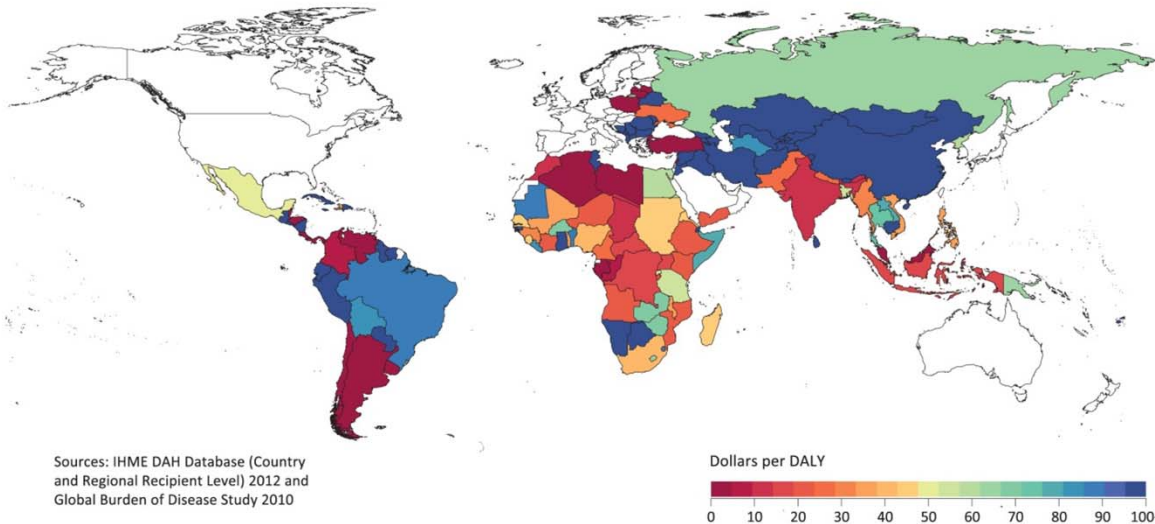 Sources: IHME DAH Database (Country
and Regional Recipient Level) 2012 and
Global Burden of Disease Study 2010
Dollars per DALY
0 10 20 30 40 50 60 70 80 90 100